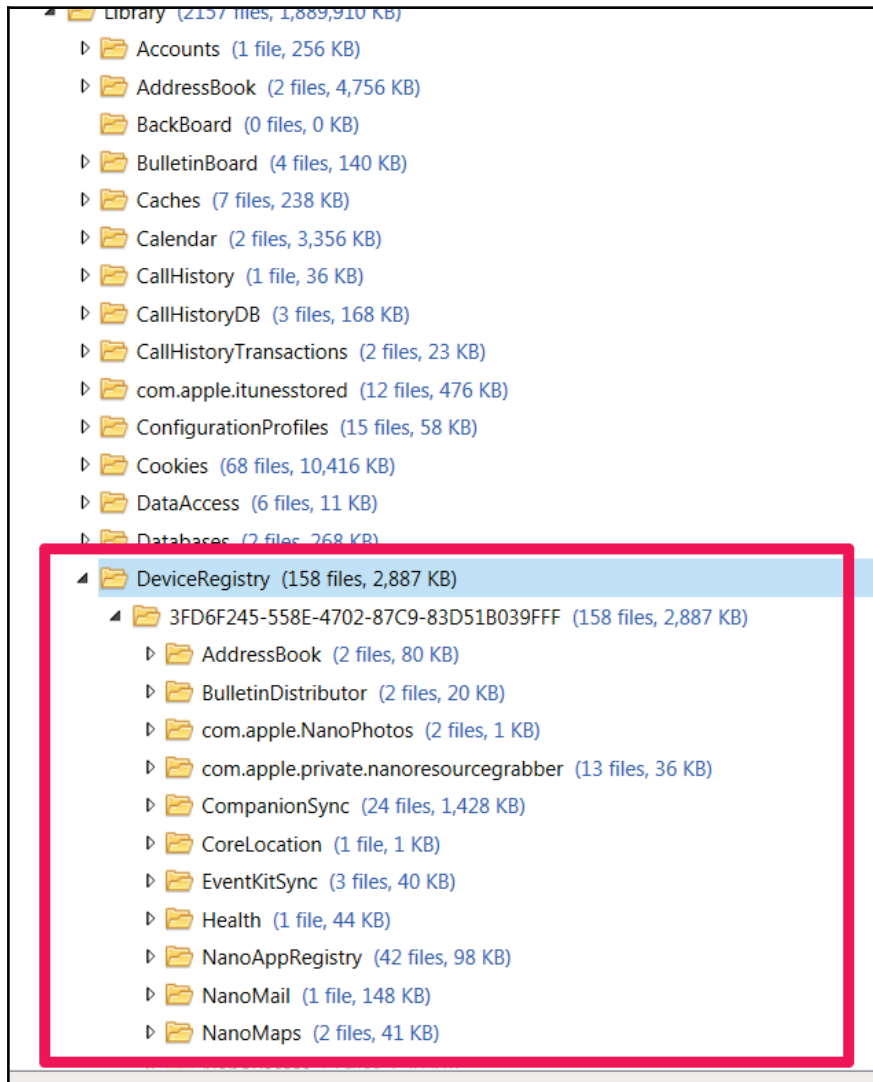 Library (2157 files, 1,889,910 KB)
Accounts (1 file, 256 KB)
AddressBook (2 files, 4,756 KB)
BackBoard (0 files, 0 KB)
BulletinBoard (4 files, 140 KB)
Caches (7 files, 238 KB)
Calendar (2 files, 3,356 KB)
CallHistory (1 file, 36 KB)
CallHistoryDB (3 files, 168 KB)
CallHistoryTransactions (2 files, 23 KB)
com.apple.itunesstored (12 files, 476 KB)
ConfigurationProfiles (15 files, 58 KB)
Cookies (68 files, 10,416 KB)
DataAccess (6 files, 11 KB)
Databases (2 files, 268 KB)
DeviceRegistry (158 files, 2,887 KB)
3FD6F245-558E-4702-87C9-83D51B039FFF (158 files, 2,887 KB)
AddressBook (2 files, 80 KB)
BulletinDistributor (2 files, 20 KB)
com.apple.NanoPhotos (2 files, 1 KB)
com.apple.private.nanoresourcegrabber (13 files, 36 KB)
CompanionSync (24 files, 1,428 KB)
CoreLocation (1 file, 1 KB)
EventKitSync (3 files, 40 KB)
Health (1 file, 44 KB)
NanoAppRegistry (42 files, 98 KB)
NanoMail (1 file, 148 KB)
NanoMaps (2 files, 41 KB)